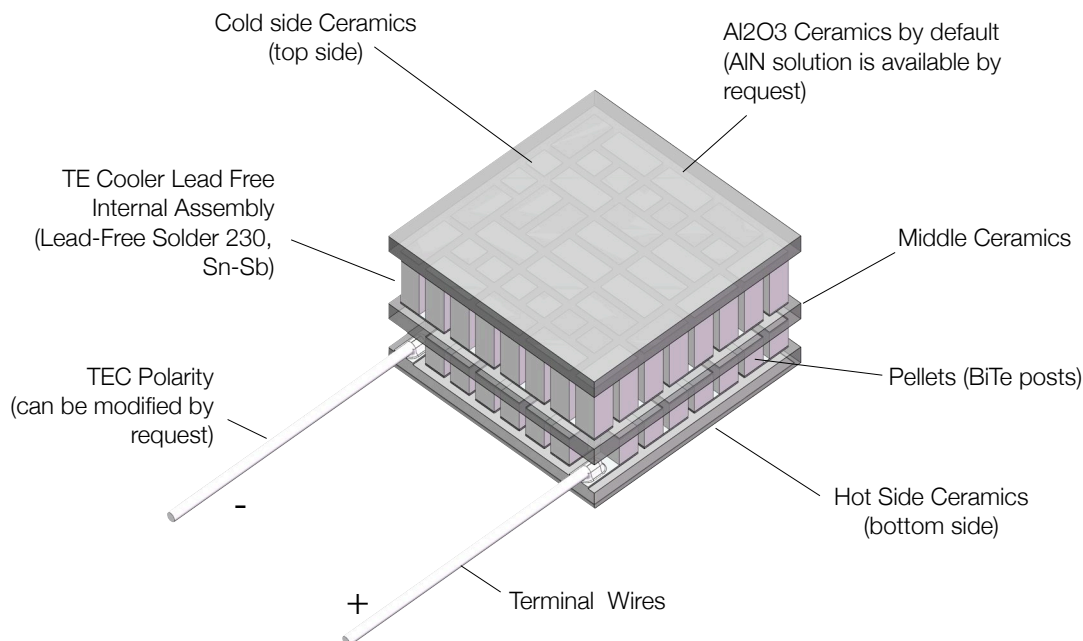 Cold side Ceramics
(top side)
Al2O3 Ceramics by default
(AlN solution is available by
request)
TE Cooler Lead Free
Internal Assembly
(Lead-Free Solder 230,
Sn-Sb)
Middle Ceramics
TEC Polarity
(can be modified by
request)
Pellets (BiTe posts)
-
Hot Side Ceramics
(bottom side)
+
Terminal Wires